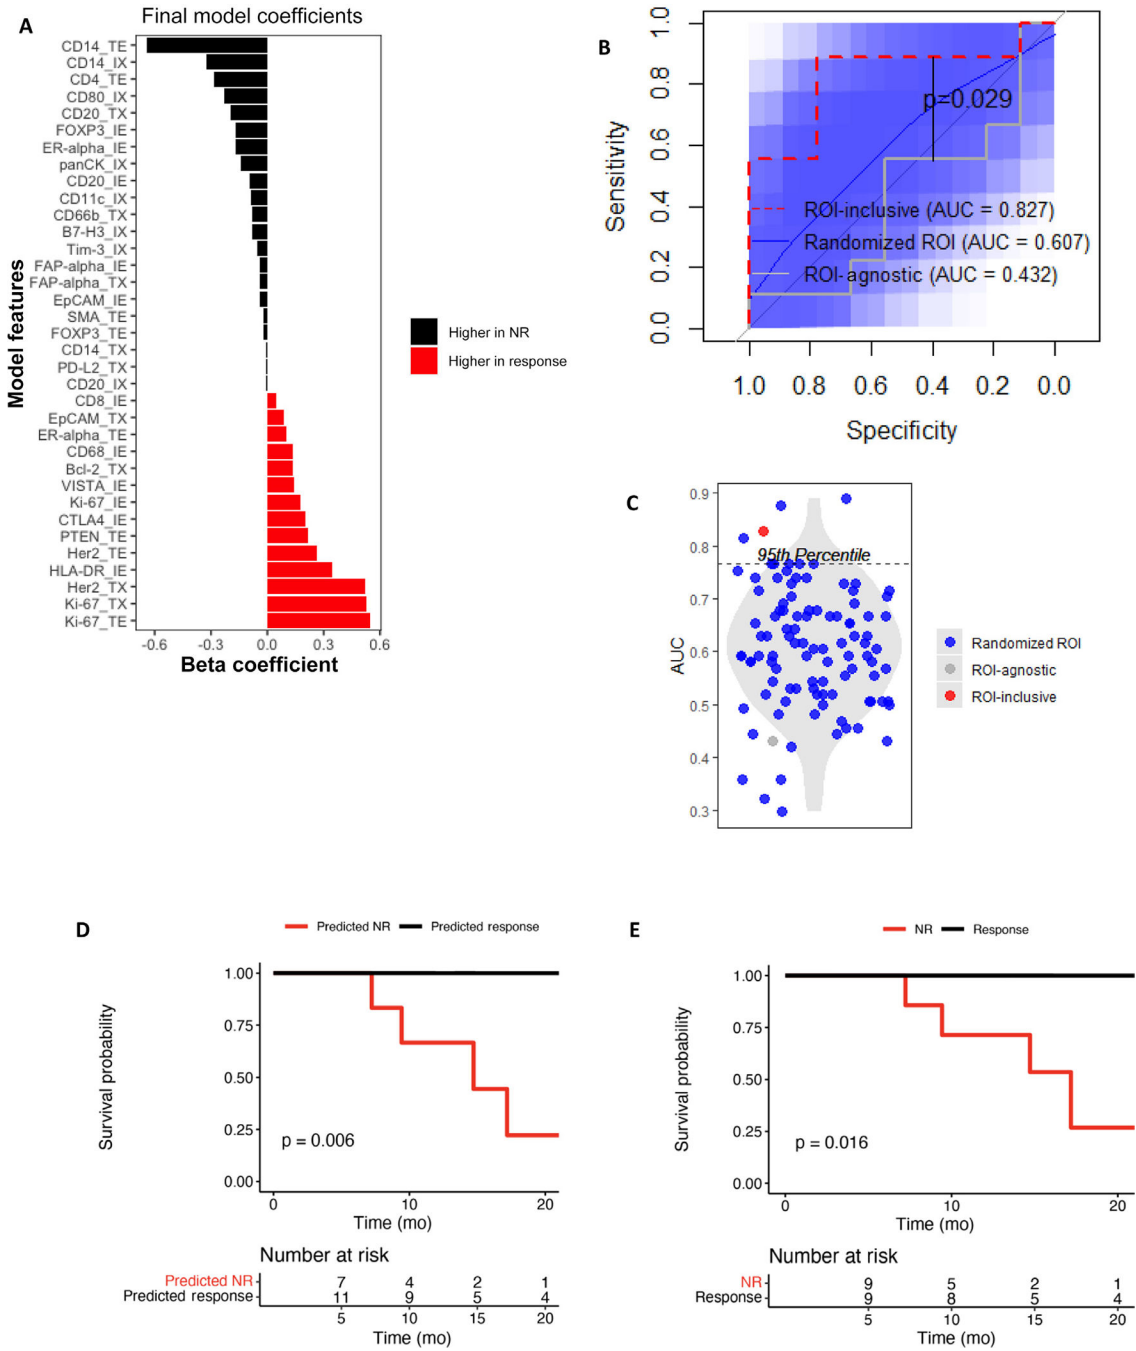 A
Final model coefficients
Model features
CD14_TE
CD14_IX
CD4_TE
CD80_IX
CD20_TX
FOXP3_IE
ER-alpha_IE
panCK_IX
CD20_IE
CD11c_IX
CD66b_TX
B7-H3_IX
Tim-3_IX
FAP-alpha_IE
FAP-alpha_TX
EpCAM_IE
SMA_TE
FOXP3_TE
CD14_TX
PD-L2_TX
CD20_IX
CD8_IE
EpCAM_TX
ER-alpha_TE
CD68_IE
Bcl-2_TX
VISTA_IE
Ki-67_IE
CTLA4_IE
PTEN_TE
Her2_TE
HLA-DR_IE
Her2_TX
Ki-67_TX
Ki-67_TE
-0.6 -0.3 0.0 0.3 0.6
Beta coefficient
Higher in NR
Higher in response
B
Sensitivity
1.0
0.8
0.6
0.4
0.2
0.0
p=0.029
ROI-inclusive (AUC = 0.827)
Randomized ROI (AUC = 0.607)
ROI-agnostic (AUC = 0.432)
1.0 0.8 0.6 0.4 0.2 0.0
Specificity
C
AUC
0.9
0.8
0.7
0.6
0.5
0.4
0.3
95th Percentile
Randomized ROI
ROI-agnostic
ROI-inclusive
D
Predicted NR Predicted response
Survival probability
1.00
0.75
0.50
0.25
0.00
p = 0.006
0 10 20
Time (mo)
Number at risk
Predicted NR 7 4 2 1
Predicted response 11 9 5 4
5 10 15 20
Time (mo)
E
NR Response
Survival probability
1.00
0.75
0.50
0.25
0.00
p = 0.016
0 10 20
Time (mo)
Number at risk
NR 9 5 2 1
Response 9 8 5 4
5 10 15 20
Time (mo)